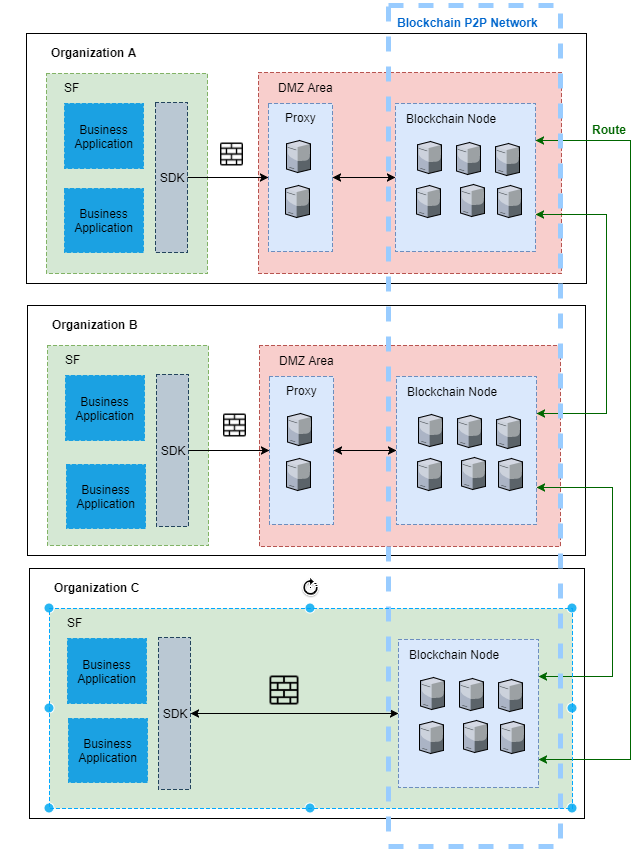 Blockchain P2P Network
Organization A
SF
DMZ Area
Business
Application
SDK
Proxy
Blockchain Node
Route
Business
Application
Organization B
SF
DMZ Area
Business
Application
SDK
Proxy
Blockchain Node
Business
Application
Organization C
SF
Business
Application
SDK
Blockchain Node
Business
Application